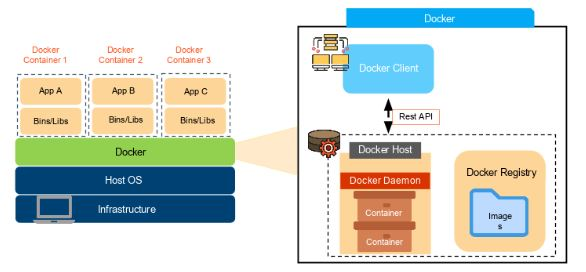 Docker
Container 1
Docker
Container 2
Docker
Container 3
App A
App B
App C
Bins/Libs
Bins/Libs
Bins/Libs
Docker
Host OS
Infrastructure
Docker
Docker Client
Rest API
Docker Host
Docker Daemon
Container
Container
Docker Registry
Image
s